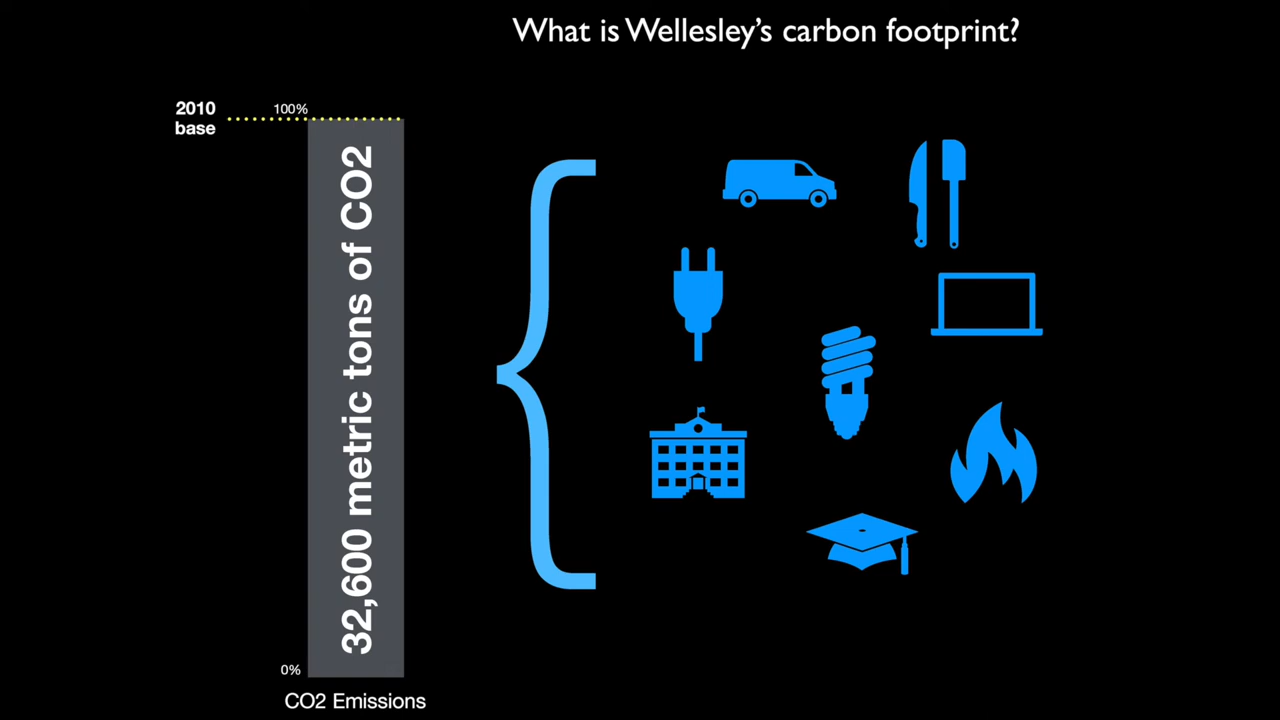 What is Wellesley's carbon footprint?
2010
base
100%
32,600 metric tons of CO2
0%
CO2 Emissions